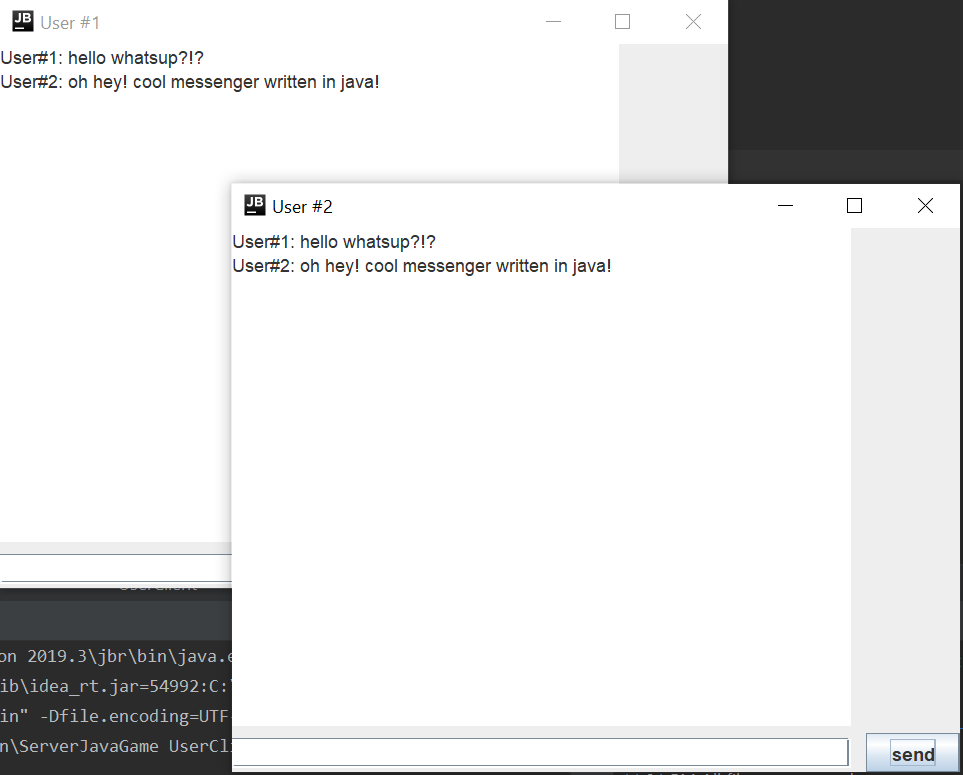 JB User #1
User#1: hello whatsup?!?
User#2: oh hey! cool messenger written in java!
JB User #2
User#1: hello whatsup?!?
User#2: oh hey! cool messenger written in java!
on 2019.3\jbr\bin\java.e
ib\idea_rt.jar=54992:C:\
in" -Dfile.encoding=UTF-
n\ServerJavaGame UserCli
send